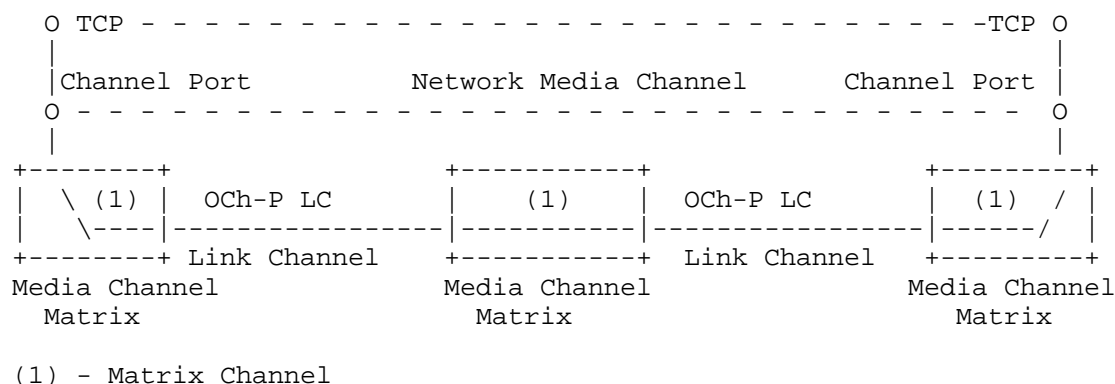 O TCP - - - - - - - - - - - - - - - - - - - - - - - - - - -TCP O
| |
|Channel Port Network Media Channel Channel Port |
O - - - - - - - - - - - - - - - - - - - - - - - - - - - - - - O
| |
+--------+ +-----------+ +---------+
| \ (1) | OCh-P LC | (1) | OCh-P LC | (1) / |
| \----|-----------------|-----------|-----------------|------/ |
+--------+ Link Channel +-----------+ Link Channel +---------+
Media Channel Media Channel Media Channel
Matrix Matrix Matrix
(1) - Matrix Channel